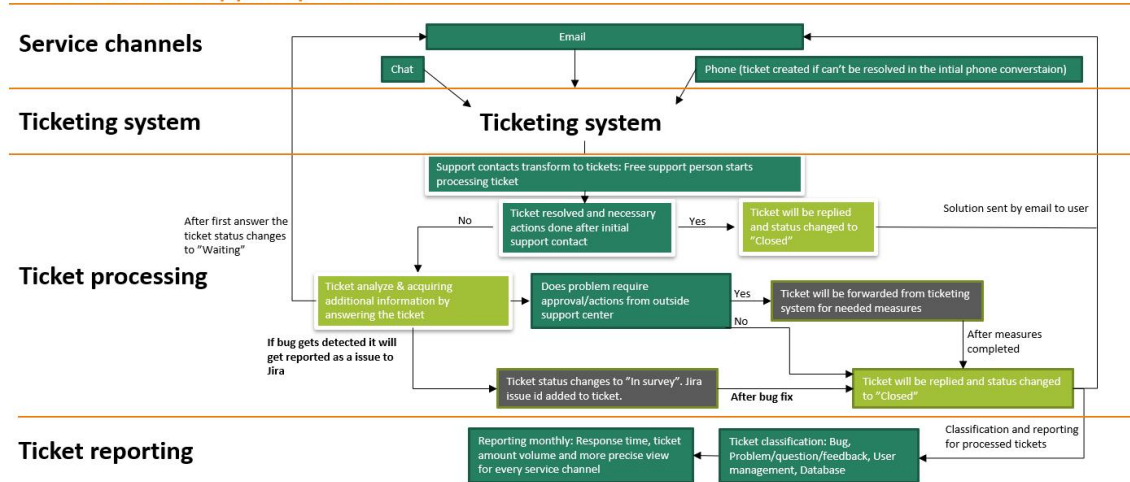 Service channels
Email
Chat
Phone (ticket created if can't be resolved in the intial phone converstaion)
Ticketing system
Ticketing system
Support contacts transform to tickets: Free support person starts
processing ticket
After first answer the
ticket status changes
to "Waiting"
No
Ticket resolved and necessary
actions done after initial
support contact
Yes
Ticket will be replied
and status changed to
"Closed"
Solution sent by email to user
Ticket processing
Ticket analyze & acquiring
additional information by
answering the ticket
Does problem require
approval/actions from outside
support center
Yes
No
Ticket will be forwarded from ticketing
system for needed measures
After measures
completed
If bug gets detected it will
get reported as a issue to
Jira
Ticket status changes to "In survey". Jira
issue id added to ticket.
After bug fix
Ticket will be replied and status changed
to "Closed"
Classification and reporting
for processed tickets
Ticket reporting
Reporting monthly: Response time, ticket
amount volume and more precise view
for every service channel
Ticket classification: Bug,
Problem/question/feedback, User
management, Database